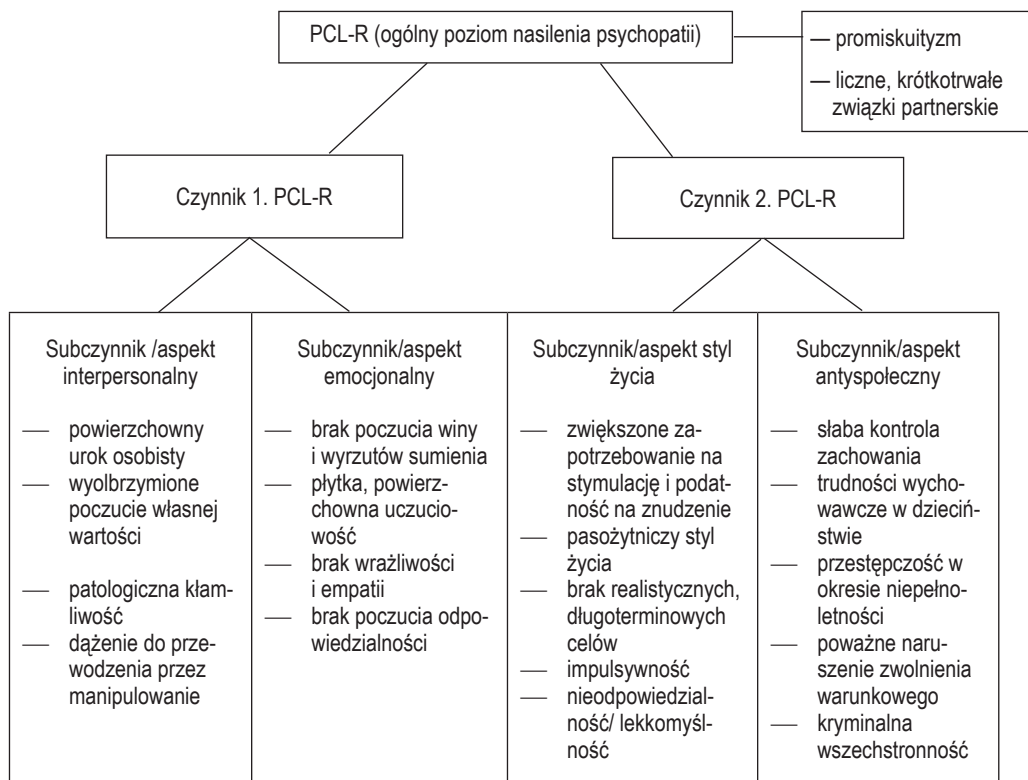 PCL-R (ogólny poziom nasilenia psychopatii)
— promiskuityzm
— liczne, krótkotrwałe
związki partnerskie
Czynnik 1. PCL-R
Czynnik 2. PCL-R
Subczynnik /aspekt
interpersonalny
— powierzchowny
urok osobisty
— wyolbrzymione
poczucie własnej
wartości
— patologiczna kłam-
liwość
— dążenie do prze-
wodzenia przez
manipulowanie
Subczynnik/aspekt
emocjonalny
— brak poczucia winy
i wyrzutów sumienia
— płytka, powierz-
chowna uczucio-
wość
— brak wrażliwości
i empatii
— brak poczucia odpo-
wiedzialności
Subczynnik/aspekt styl
życia
— zwiększone za-
potrzebowanie na
stymulację i podat-
ność na znudzenie
— pasożytniczy styl
życia
— brak realistycznych,
długoterminowych
celów
— impulsywność
— nieodpowiedzial-
ność/ lekkomyśl-
ność
Subczynnik/aspekt
antyspołeczny
— słaba kontrola
zachowania
— trudności wycho-
wawcze w dzieciń-
stwie
— przestępczość w
okresie niepełno-
letności
— poważne naru-
szenie zwolnienia
warunkowego
— kryminalna
wszechstronność